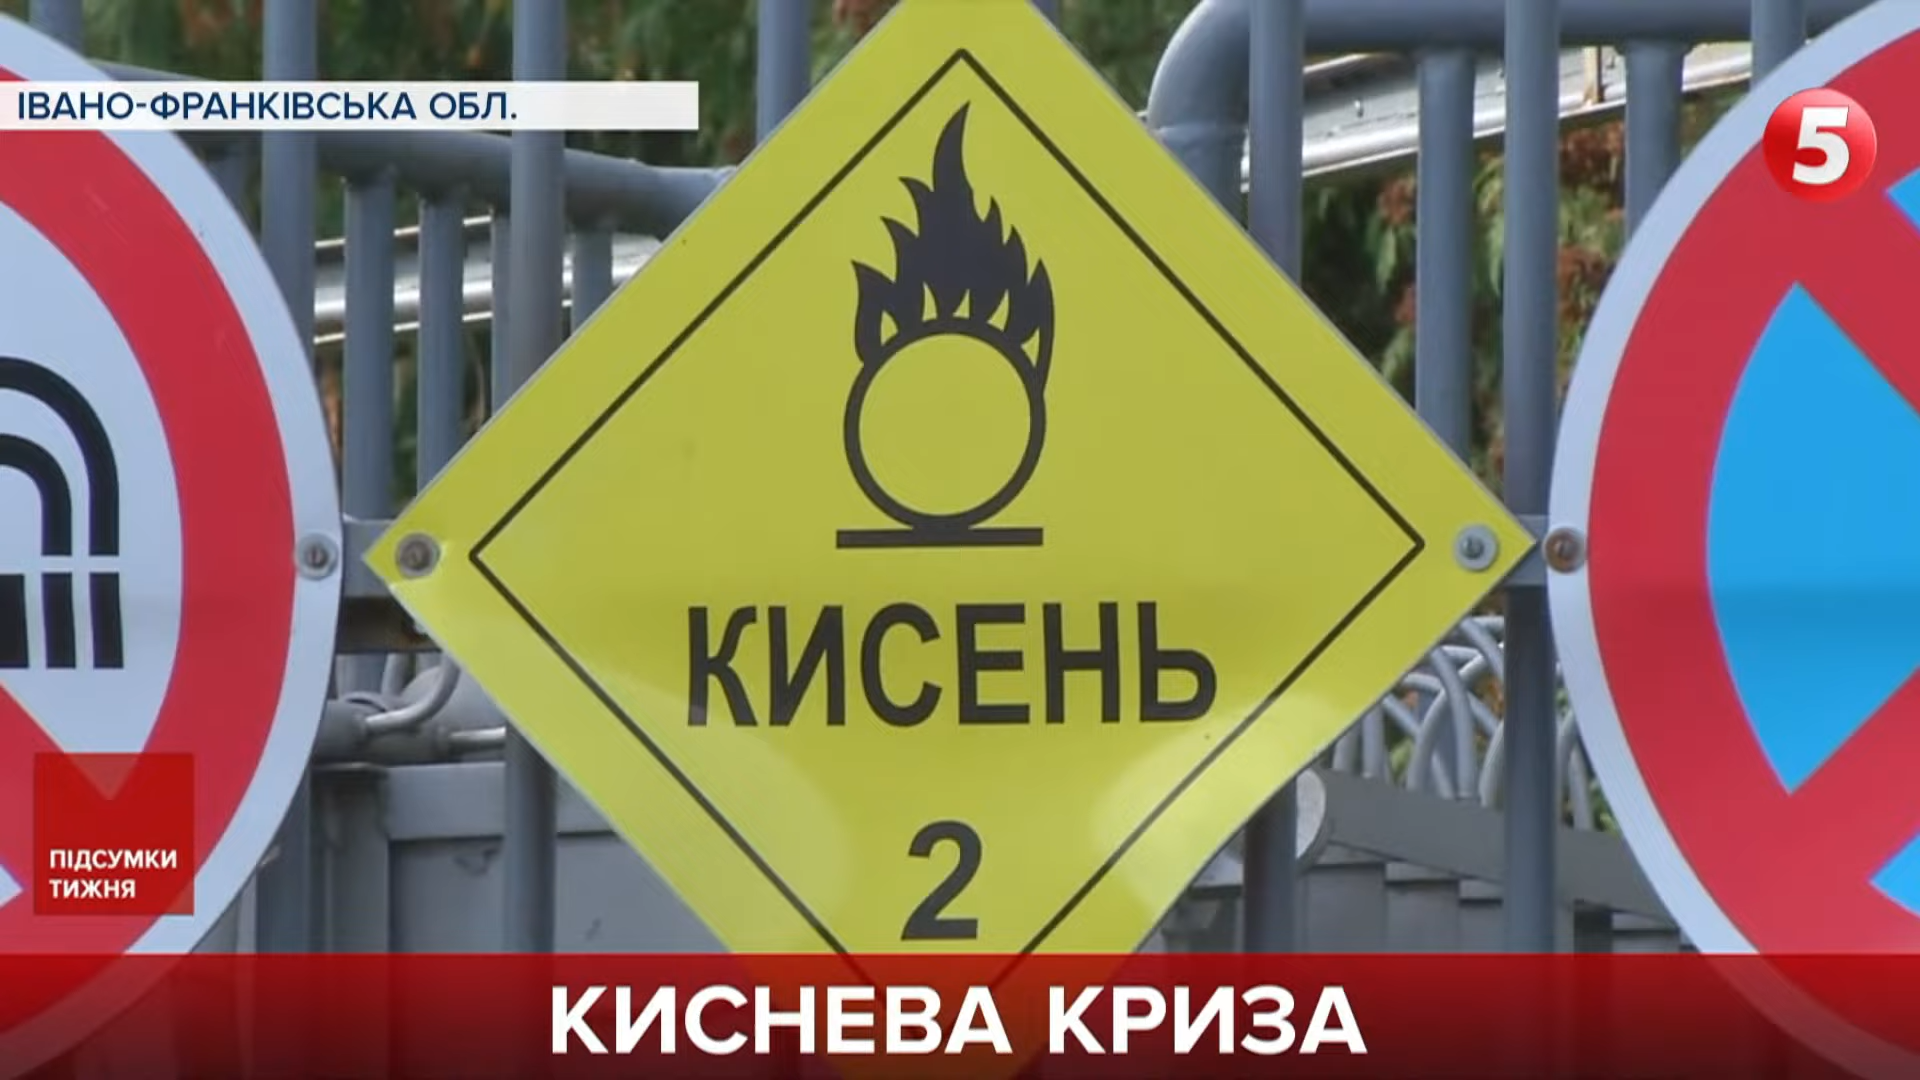 ІВАНО-ФРАНКІВСЬКА ОБЛ.
5
КИСЕНЬ
2
ПІДСУМКИ
ТИЖНЯ
КИСНЕВА КРИЗА